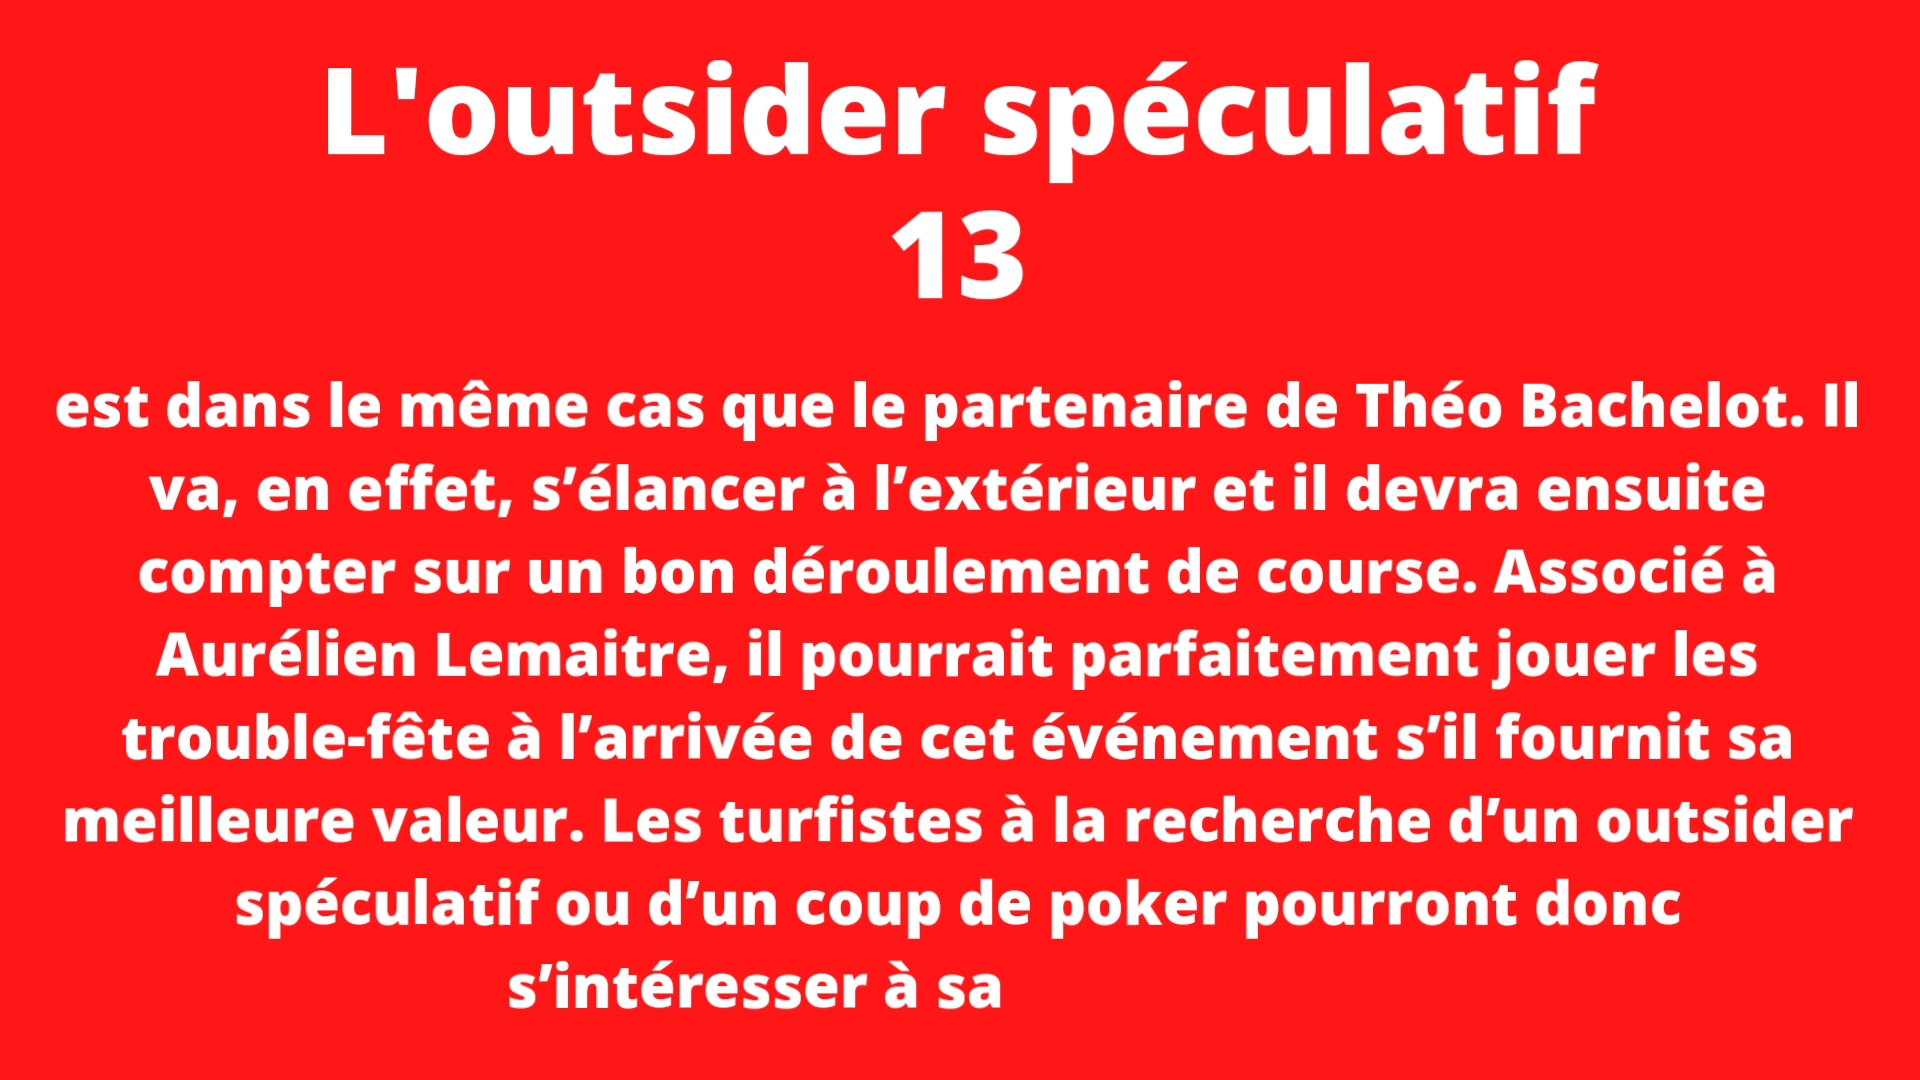 L'outsider spéculatif
13
est dans le même cas que le partenaire de Théo Bachelot. Il
va, en effet, s’élancer à l’extérieur et il devra ensuite
compter sur un bon déroulement de course. Associé à
Aurélien Lemaitre, il pourrait parfaitement jouer les
trouble-fête à l’arrivée de cet événement s’il fournit sa
meilleure valeur. Les turfistes à la recherche d’un outsider
spéculatif ou d’un coup de poker pourront donc
s’intéresser à sa